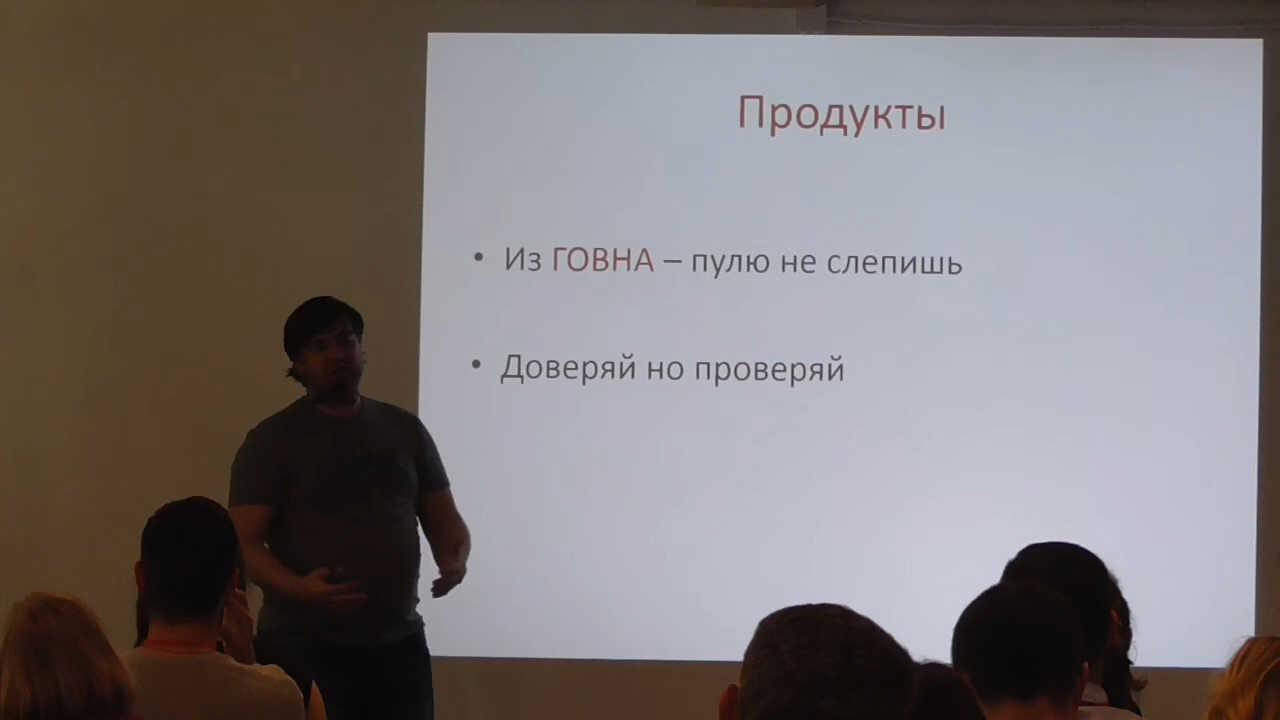 Продукты
• Из ГОВНА – пулю не слепишь
• Доверяй но проверяй